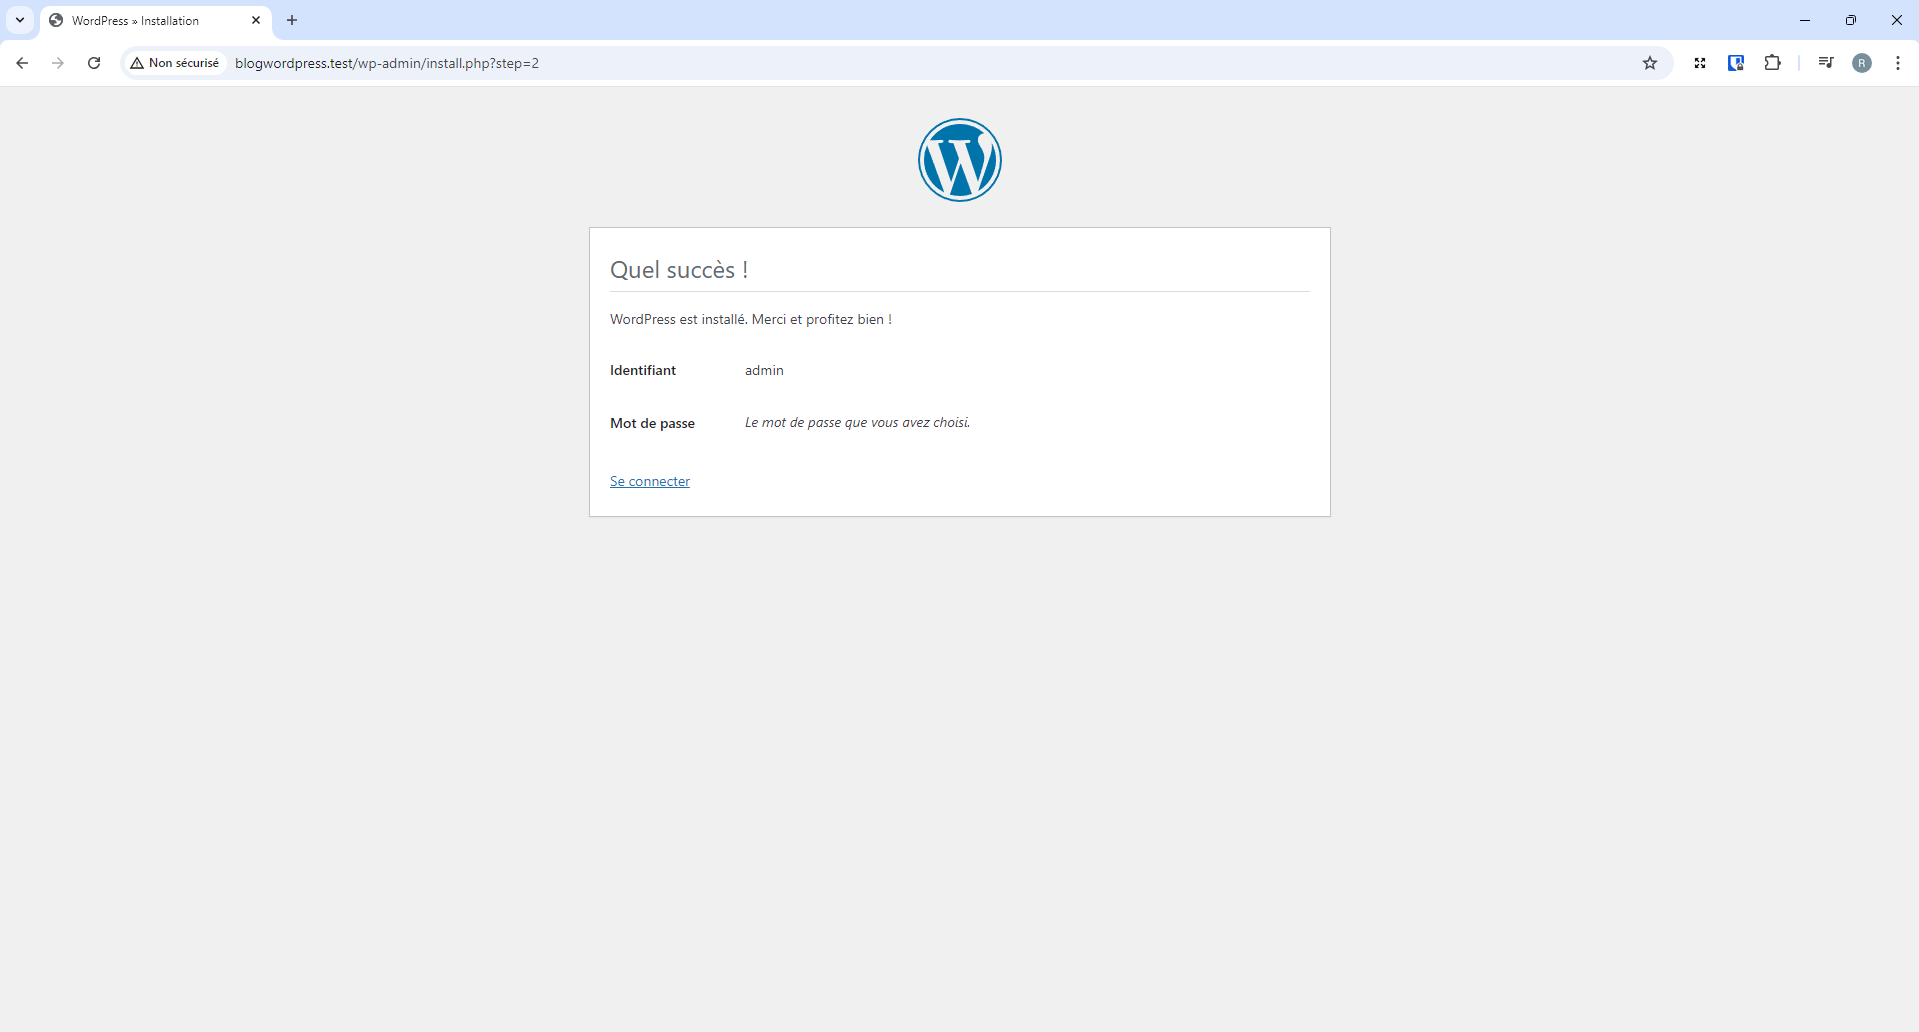 WordPress » Installation
Non sécurisé
blogwordpress.test/wp-admin/install.php?step=2
R
Quel succès !
WordPress est installé. Merci et profitez bien !
Identifiant admin
Mot de passe Le mot de passe que vous avez choisi.
Se connecter